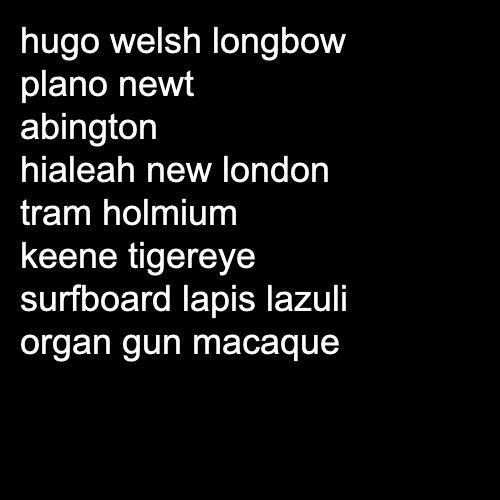 hugo welsh longbow
plano newt
abington
hialeah new london
tram holmium
keene tigereye
surfboard lapis lazuli
organ gun macaque